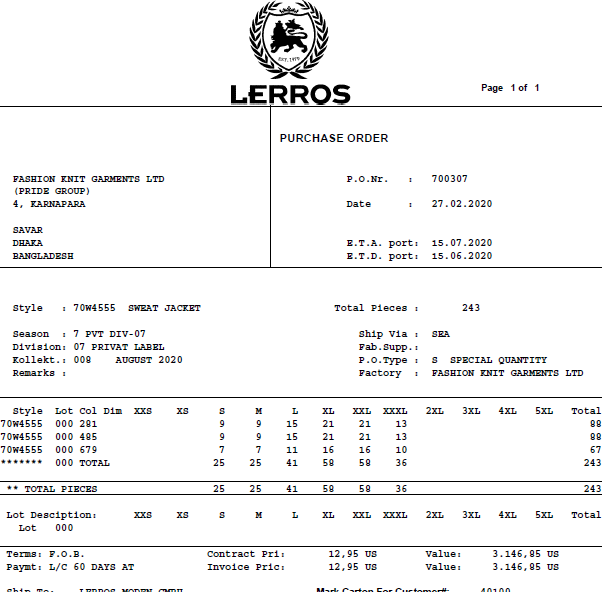 EST. 1979
LERROS
Page 1 of 1
PURCHASE ORDER
FASHION KNIT GARMENTS LTD P.O.Nr. : 700307
(PRIDE GROUP)
4, KARNAPARA Date : 27.02.2020
SAVAR
DHAKA E.T.A. port: 15.07.2020
BANGLADESH E.T.D. port: 15.06.2020
Style : 70W4555 SWEAT JACKET Total Pieces : 243
Season : 7 PVT DIV-07 Ship Via : SEA
Division: 07 PRIVAT LABEL Fab.Supp.:
Kollekt.: 008 AUGUST 2020 P.O.Type : S SPECIAL QUANTITY
Remarks : Factory : FASHION KNIT GARMENTS LTD
Style Lot Col Dim XXS XS S M L XL XXL XXXL 2XL 3XL 4XL 5XL Total
70W4555 000 281 9 9 15 21 21 13 88
70W4555 000 485 9 9 15 21 21 13 88
70W4555 000 679 7 7 11 16 16 10 67
******* 000 TOTAL 25 25 41 58 58 36 243
** TOTAL PIECES 25 25 41 58 58 36 243
Lot Desciption: XXS XS S M L XL XXL XXXL 2XL 3XL 4XL 5XL Total
Lot 000
Terms: F.O.B. Contract Pri: 12,95 US Value: 3.146,85 US
Paymt: L/C 60 DAYS AT Invoice Pric: 12,95 US Value: 3.146,85 US
Ship To: LERROS MODEN GMBH Mark Carton For Customer#: 40100